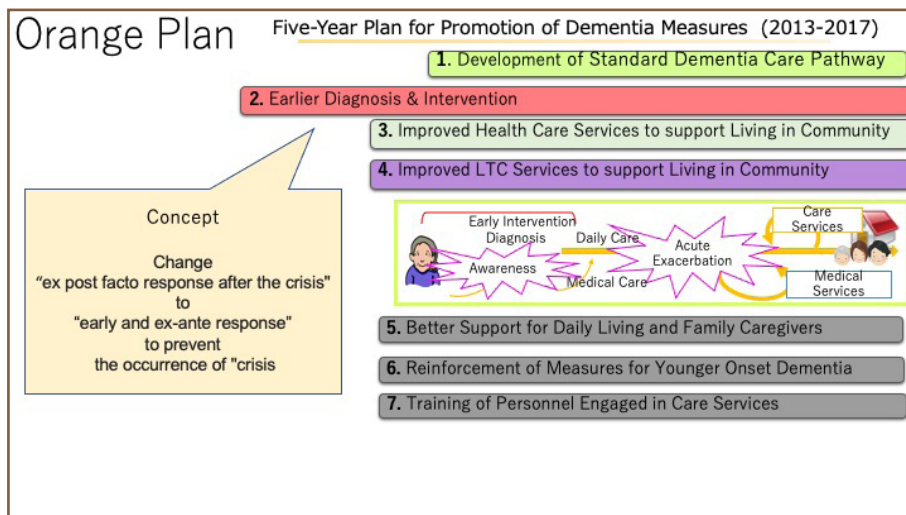 Orange Plan
Five-Year Plan for Promotion of Dementia Measures (2013-2017)
1. Development of Standard Dementia Care Pathway
2. Earlier Diagnosis & Intervention
3. Improved Health Care Services to support Living in Community
4. Improved LTC Services to support Living in Community
Concept
Change
“ex post facto response after the crisis"
to
“early and ex-ante response”
to prevent
the occurrence of "crisis
Early Intervention
Diagnosis
Awareness
Daily Care
Medical Care
Acute
Exacerbation
Care
Services
Medical
Services
5. Better Support for Daily Living and Family Caregivers
6. Reinforcement of Measures for Younger Onset Dementia
7. Training of Personnel Engaged in Care Services